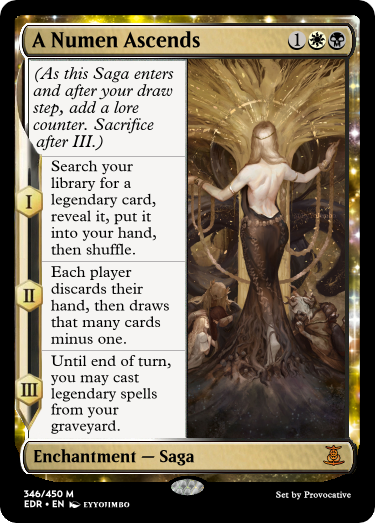 A Numen Ascends 1
(As this Saga enters
and after your draw
step, add a lore
counter. Sacrifice
after III.)
I
Search your
library for a
legendary card,
reveal it, put it
into your hand,
then shuffle.
II
Each player
discards their
hand, then draws
that many cards
minus one.
III
Until end of turn,
you may cast
legendary spells
from your
graveyard.
Enchantment — Saga
346/450 M
EDR • EN EYYOJIMBO
Set by Provocative